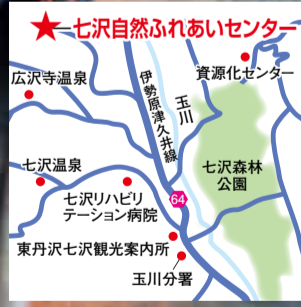 ★七沢自然ふれあいセンター
資源化センター
広沢寺温泉
伊勢原津久井線
玉川
七沢温泉
七沢森林
公園
七沢リハビリ
テーション病院
64
東丹沢七沢観光案内所
玉川分署